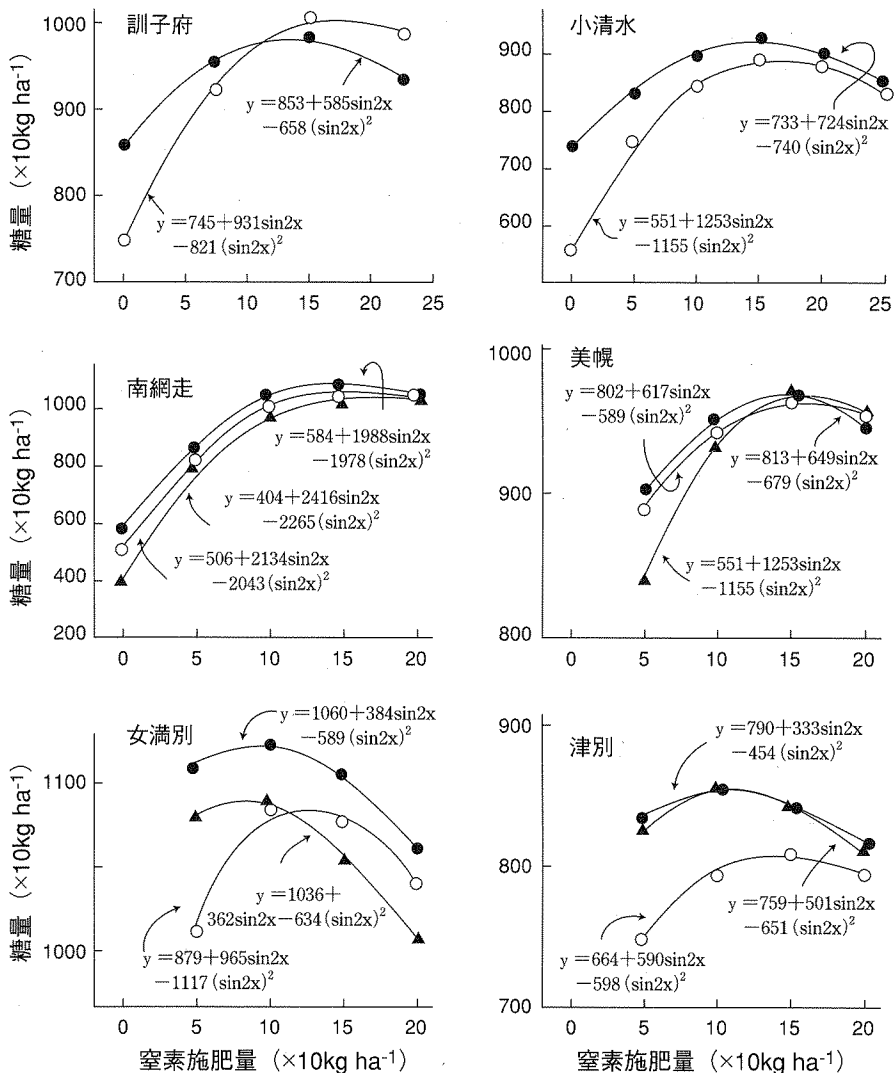 訓子府
1000
900
800
700
0 5 10 15 20 25
糖量 (×10kg ha⁻¹)
y =853+585sin2x
−658 (sin2x)²
y =745+931sin2x
−821 (sin2x)²
小清水
900
800
700
600
0 5 10 15 20 25
y =733+724sin2x
−740 (sin2x)²
y =551+1253sin2x
−1155 (sin2x)²
南網走
1000
800
600
400
200
0 5 10 15 20
糖量 (×10kg ha⁻¹)
y =584+1988sin2x
−1978 (sin2x)²
y =404+2416sin2x
−2265 (sin2x)²
y =506+2134sin2x
−2043 (sin2x)²
美幌
1000
900
800
0 5 10 15 20
y =802+617sin2x
−589 (sin2x)²
y =813+649sin2x
−679 (sin2x)²
y =551+1253sin2x
−1155 (sin2x)²
女満別
1100
1000
0 5 10 15 20
糖量 (×10kg ha⁻¹)
窒素施肥量 (×10kg ha⁻¹)
y =1060+384sin2x
−589 (sin2x)²
y =1036+
362sin2x−634 (sin2x)²
y =879+965sin2x
−1117 (sin2x)²
津別
900
800
700
0 5 10 15 20
窒素施肥量 (×10kg ha⁻¹)
y =790+333sin2x
−454 (sin2x)²
y =759+501sin2x
−651 (sin2x)²
y =664+590sin2x
−598 (sin2x)²